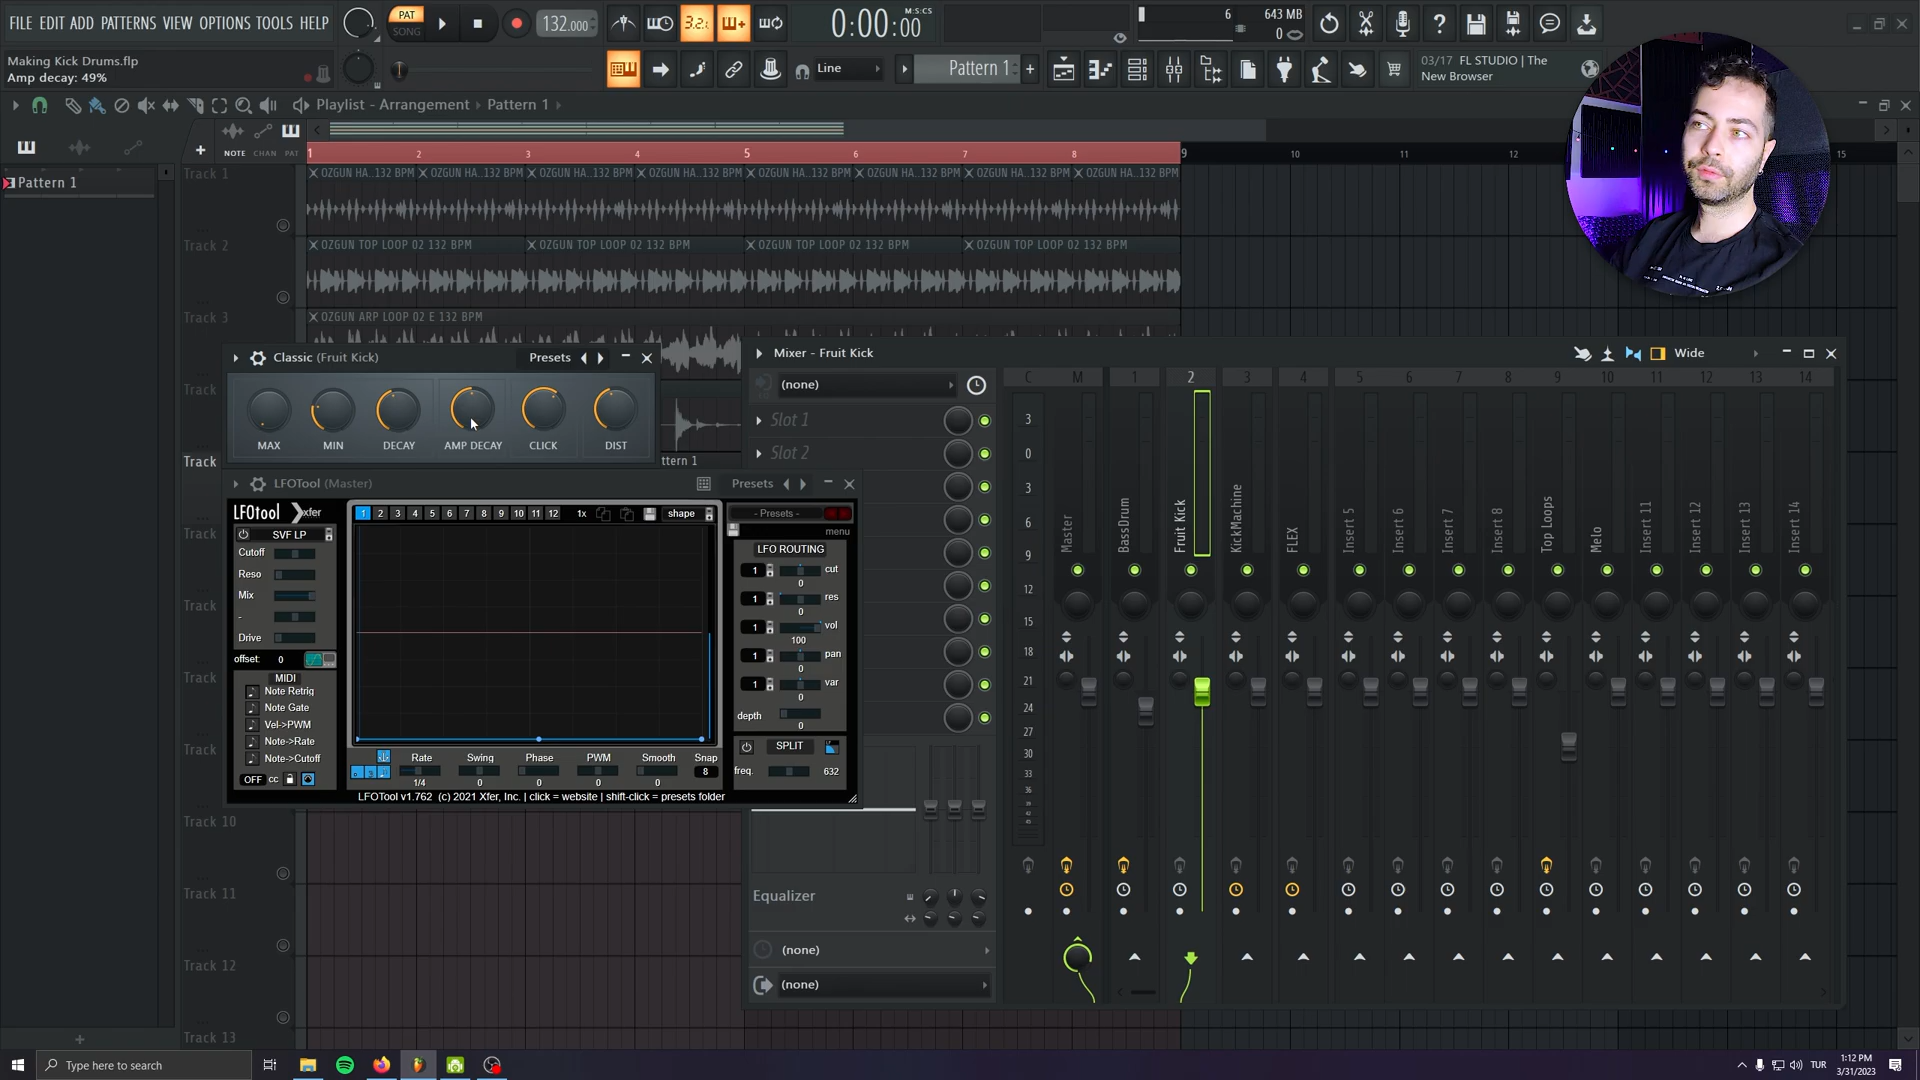 FILE EDIT ADD PATTERNS VIEW OPTIONS TOOLS HELP
PAT
SONG
132.000
3.2.
0:00:00
M:S:CS
6
643 MB
0
Making Kick Drums.flp
Amp decay: 49%
Line
Pattern 1
03/17 FL STUDIO | The
New Browser
Playlist - Arrangement
Pattern 1
NOTE CHAN PAT
1 2 3 4 5 6 7 8 9 10 11 12 15
Pattern 1
Track 1
OZGUN HA..132 BPM OZGUN HA..132 BPM OZGUN HA..132 BPM OZGUN HA..132 BPM OZGUN HA..132 BPM OZGUN HA..132 BPM OZGUN HA..132 BPM OZGUN HA..132 BPM
Track 2
OZGUN TOP LOOP 02 132 BPM OZGUN TOP LOOP 02 132 BPM OZGUN TOP LOOP 02 132 BPM OZGUN TOP LOOP 02 132 BPM
Track 3
OZGUN ARP LOOP 02 E 132 BPM
Track
Track
ttern 1
Track
Track
Track
Track
Track 10
Track 11
Track 12
Track 13
Classic (Fruit Kick)
Presets
MAX MIN DECAY AMP DECAY CLICK DIST
LFOTool (Master)
Presets
LFOtool xfer
1 2 3 4 5 6 7 8 9 10 11 12 1x shape
- Presets -
menu
SVF LP
Cutoff
Reso
Mix
-
Drive
offset: 0
MIDI
Note Retrig
Note Gate
Vel->PWM
Note->Rate
Note->Cutoff
OFF cc
LFO ROUTING
1 cut
0
1 res
0
1 vol
100
1 pan
0
1 var
0
depth
0
SPLIT
freq. 632
Rate Swing Phase PWM Smooth Snap
1/4 0 0 0 0 8
LFOTool v1.762 (c) 2021 Xfer, Inc. | click = website | shift-click = presets folder
Mixer - Fruit Kick
Wide
(none)
Slot 1
Slot 2
Equalizer
(none)
(none)
C M 1 2 3 4 5 6 7 8 9 10 11 12 13 14
3
0
3
6
9
12
15
18
21
24
27
30
33
36
Master
BassDrum
Fruit Kick
KickMachine
FLEX
Insert 5
Insert 6
Insert 7
Insert 8
Top Loops
Melo
Insert 11
Insert 12
Insert 13
Insert 14
Type here to search
TUR
1:12 PM
3/31/2023